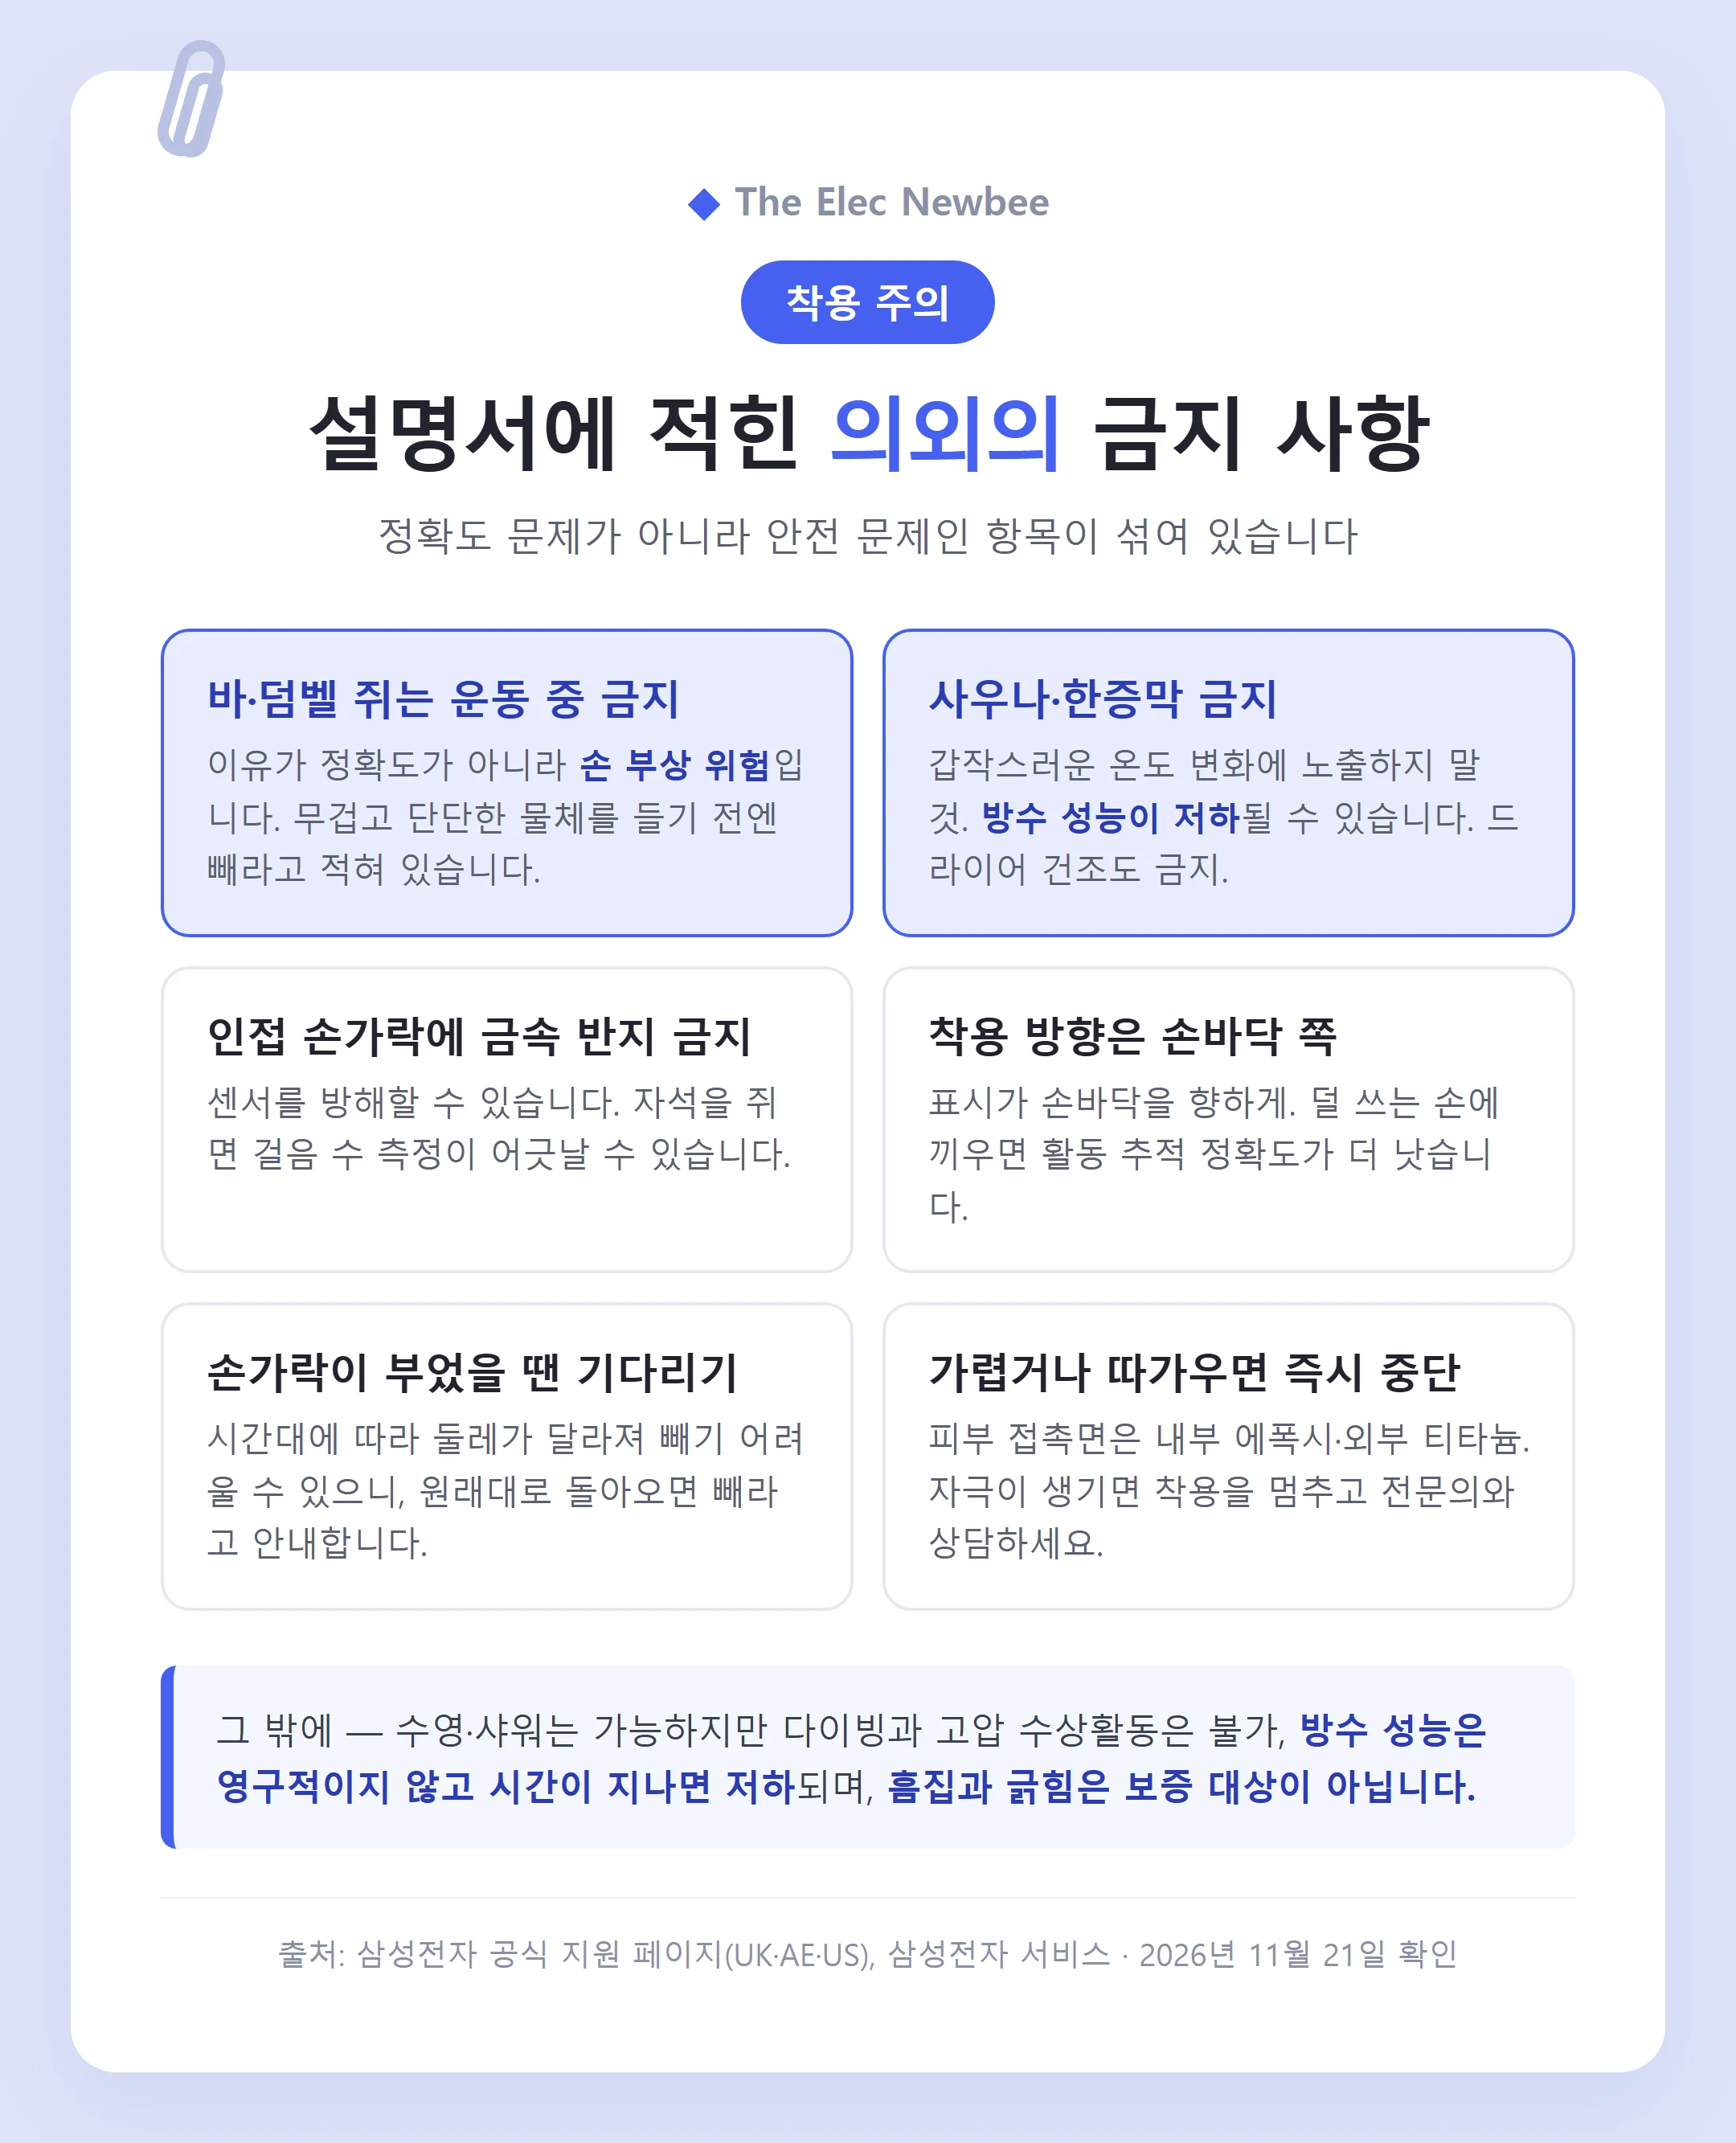 The Elec Newbee
착용 주의
설명서에 적힌 의외의 금지 사항
정확도 문제가 아니라 안전 문제인 항목이 섞여 있습니다
바·덤벨 쥐는 운동 중 금지
이유가 정확도가 아니라 손 부상 위험입
니다. 무겁고 단단한 물체를 들기 전엔
빼라고 적혀 있습니다.
사우나·한증막 금지
갑작스러운 온도 변화에 노출하지 말
것. 방수 성능이 저하될 수 있습니다. 드
라이어 건조도 금지.
인접 손가락에 금속 반지 금지
센서를 방해할 수 있습니다. 자석을 쥐
면 걸음 수 측정이 어긋날 수 있습니다.
착용 방향은 손바닥 쪽
표시가 손바닥을 향하게. 덜 쓰는 손에
끼우면 활동 추적 정확도가 더 낫습니
다.
손가락이 부었을 땐 기다리기
시간대에 따라 둘레가 달라져 빼기 어려
울 수 있으니, 원래대로 돌아오면 빼라
고 안내합니다.
가렵거나 따가우면 즉시 중단
피부 접촉면은 내부 에폭시·외부 티타늄.
자극이 생기면 착용을 멈추고 전문의와
상담하세요.
그 밖에 — 수영·샤워는 가능하지만 다이빙과 고압 수상활동은 불가, 방수 성능은
영구적이지 않고 시간이 지나면 저하되며, 흠집과 긁힘은 보증 대상이 아닙니다.
출처: 삼성전자 공식 지원 페이지(UK·AE·US), 삼성전자 서비스 · 2026년 11월 21일 확인